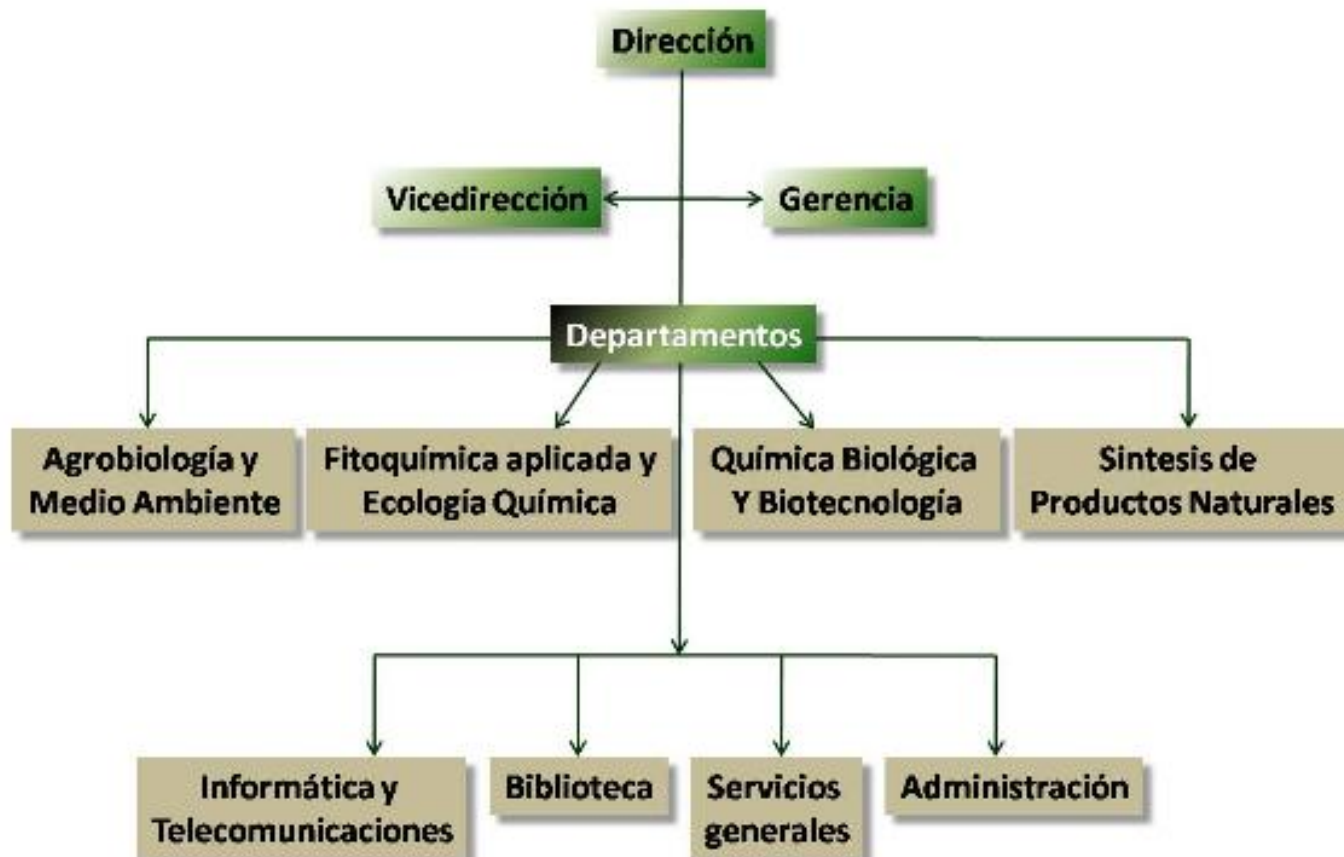 Dirección
Vicedirección
Gerencia
Departamentos
Agrobiología y
Medio Ambiente
Fitoquímica aplicada y
Ecología Química
Química Biológica
Y Biotecnología
Sintesis de
Productos Naturales
Informática y
Telecomunicaciones
Biblioteca
Servicios
generales
Administración